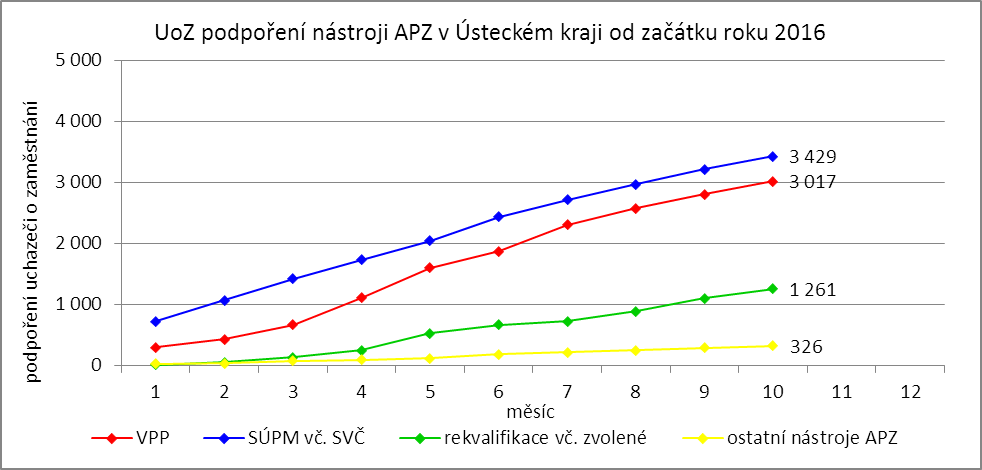 UoZ podpoření nástroji APZ v Ústeckém kraji od začátku roku 2016
podpoření uchazeči o zaměstnání
5 000
4 000
3 000
2 000
1 000
0
3 429
3 017
1 261
326
1 2 3 4 5 6 7 8 9 10 11 12
měsíc
VPP SÚPM vč. SVČ rekvalifikace vč. zvolené ostatní nástroje APZ